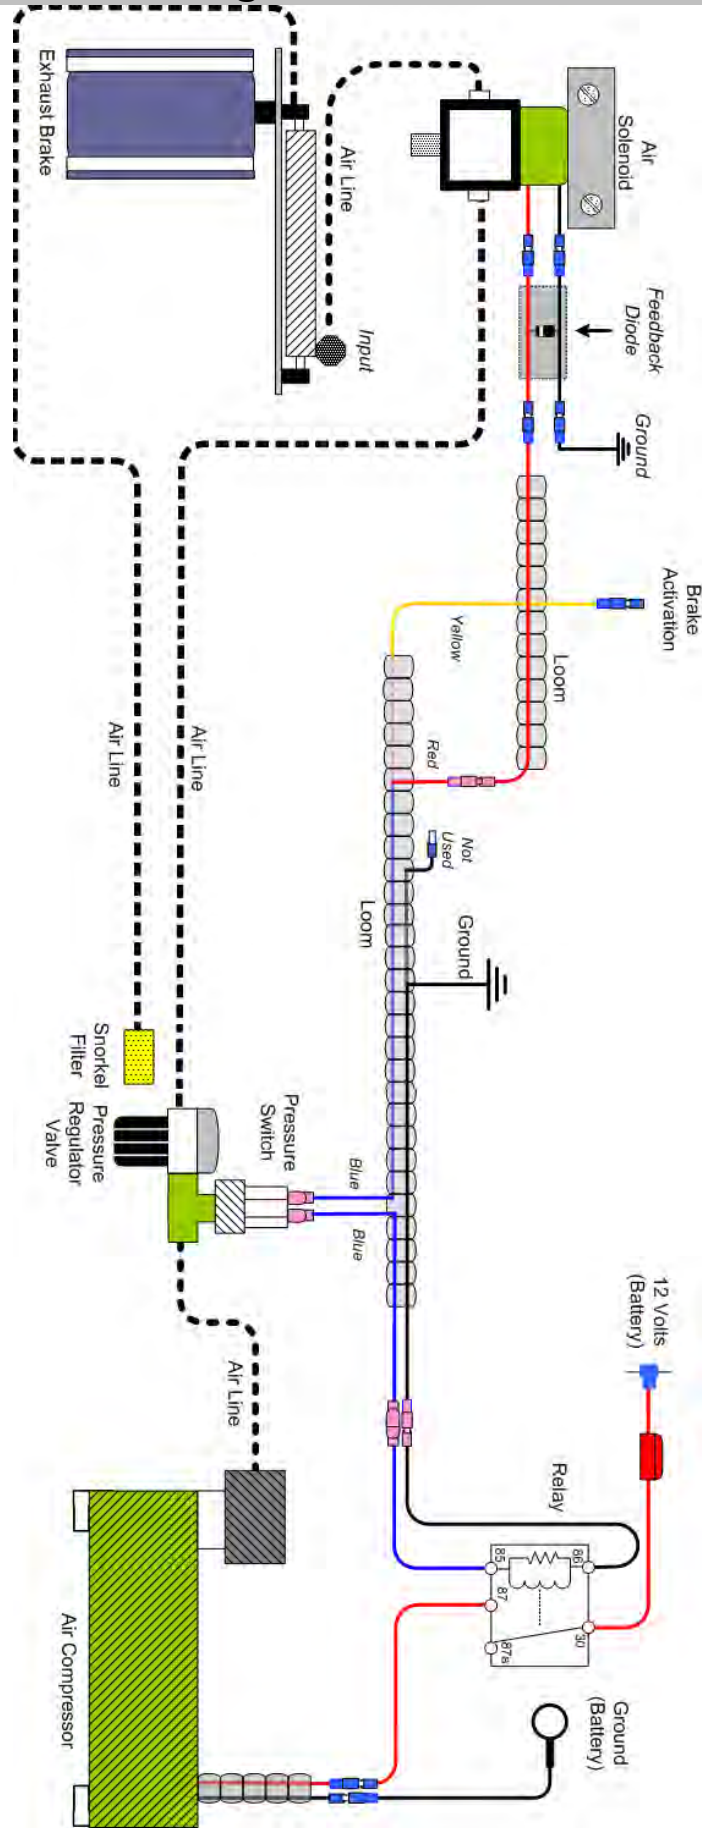 Exhaust Brake
Air Line
Input
Air
Solenoid
Feedback
Diode
Ground
Brake
Activation
Yellow
Loom
Red
Not
Used
Ground
Loom
Air Line
Air Line
Snorkel
Filter
Pressure
Regulator
Valve
Pressure
Switch
Blue
Blue
12 Volts
(Battery)
Air Line
Relay
85
86
87
30
87a
Ground
(Battery)
Air Compressor